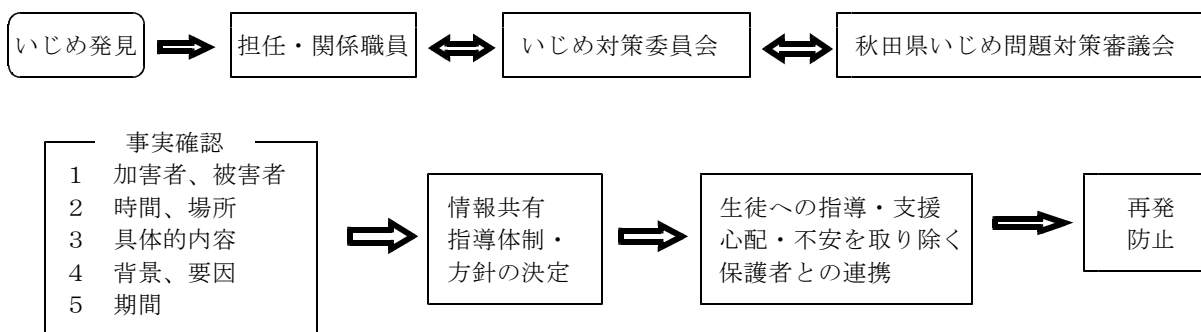 いじめ発見
担任・関係職員
いじめ対策委員会
秋田県いじめ問題対策審議会
事実確認
1 加害者、被害者
2 時間、場所
3 具体的内容
4 背景、要因
5 期間
情報共有
指導体制・
方針の決定
生徒への指導・支援
心配・不安を取り除く
保護者との連携
再発
防止